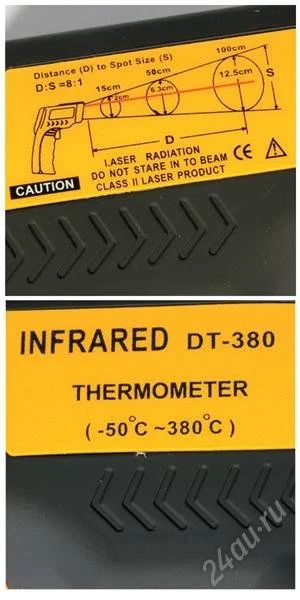 Distance (D) to Spot Size (S)
D:S =8:1
15cm
50cm
100cm
2cm
6.3cm
12.5cm
S
D
LASER RADIATION
DO NOT STARE IN TO BEAM
CLASS II LASER PRODUCT
CE
CAUTION
INFRARED DT-380
THERMOMETER
( -50°C ~380°C )
24au.ru